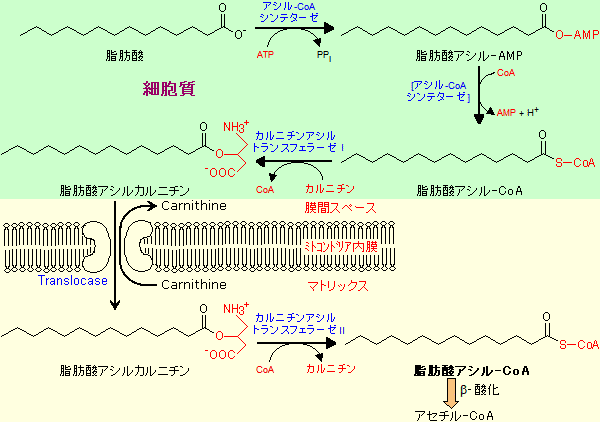 アシル-CoA
シンテターゼ
O
O⁻
ATP
PPi
脂肪酸
O
O-AMP
脂肪酸アシル-AMP
細胞質
[アシル-CoA
シンテターゼ]
CoA
AMP + H⁺
NH3⁺
O
O
⁻OOC
カルニチンアシル
トランスフェラーゼ I
CoA
カルニチン
O
S-CoA
脂肪酸アシルカルニチン
脂肪酸アシル-CoA
Carnithine
膜間スペース
ミトコンドリア内膜
Translocase
Carnithine
マトリックス
NH3⁺
O
O
⁻OOC
カルニチンアシル
トランスフェラーゼ II
CoA
カルニチン
O
S-CoA
脂肪酸アシルカルニチン
脂肪酸アシル-CoA
β-酸化
アセチル-CoA